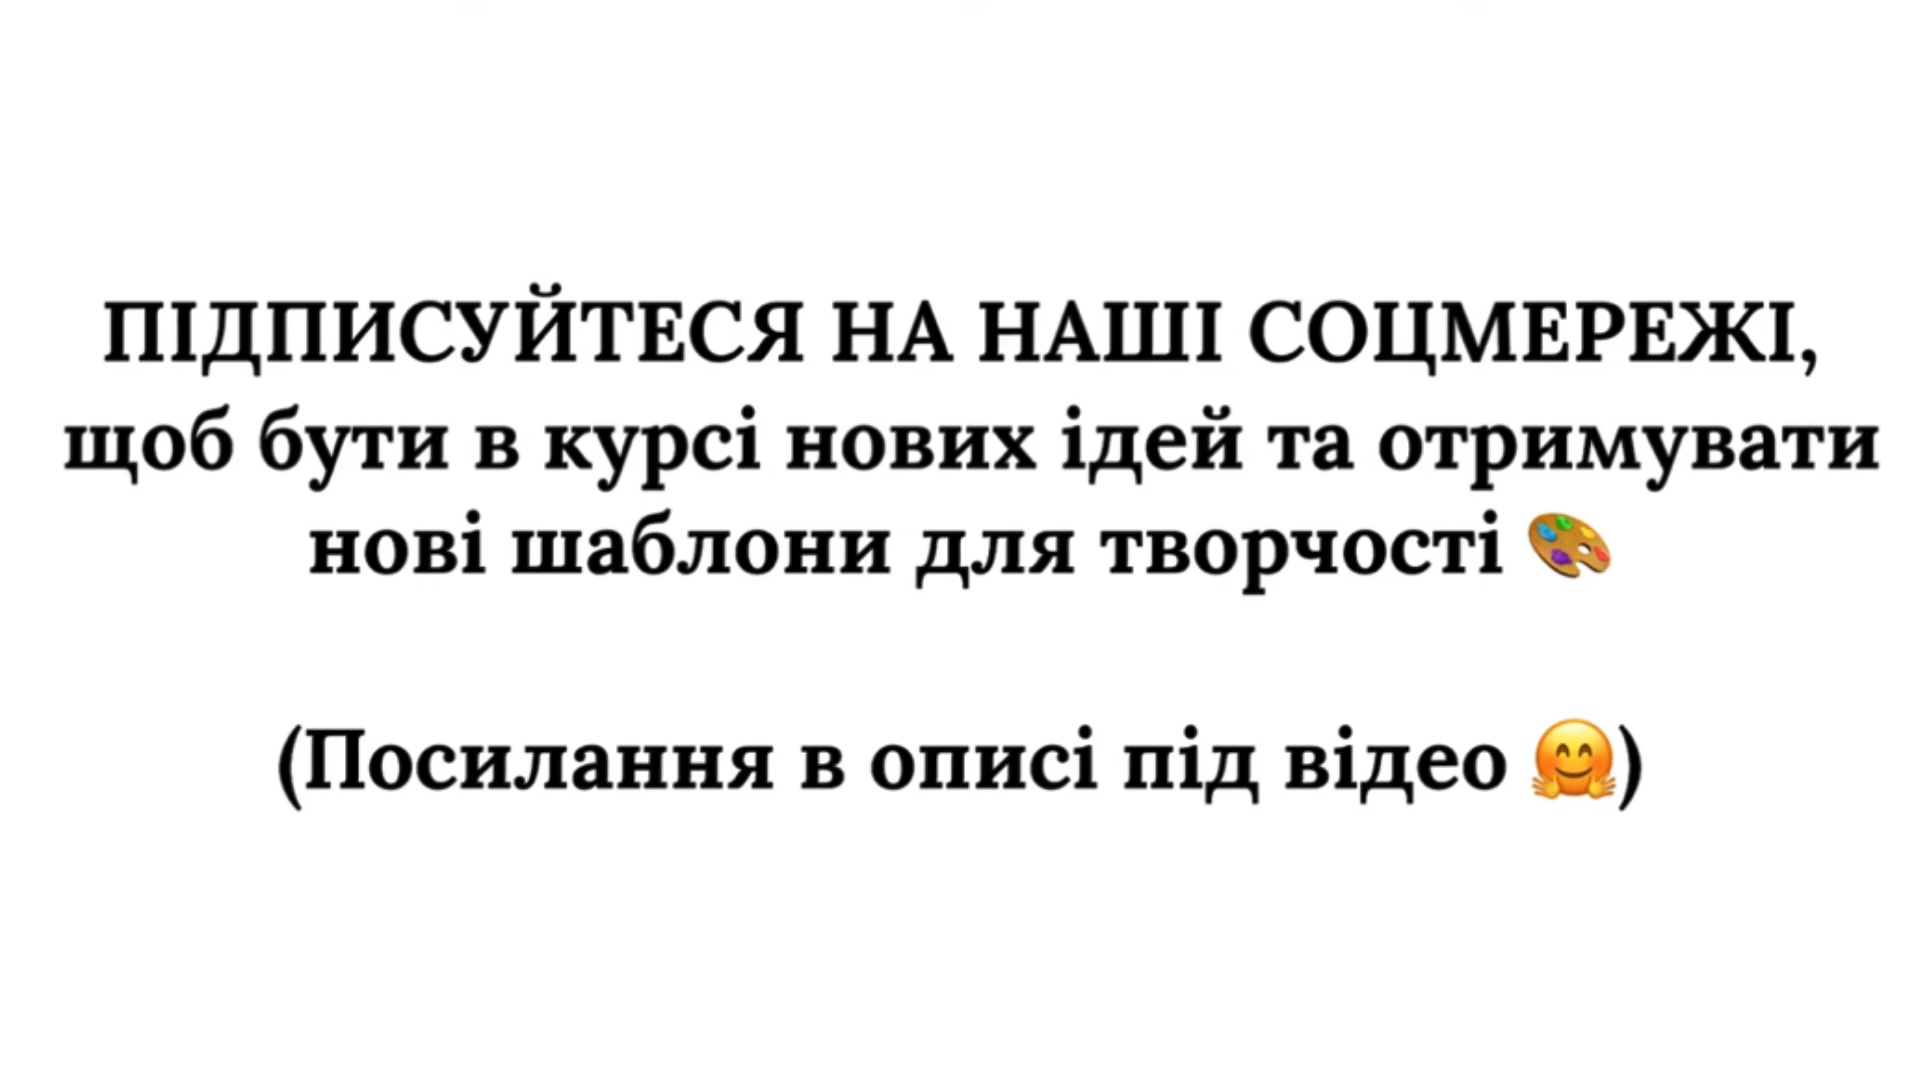 ПІДПИСУЙТЕСЯ НА НАШІ СОЦМЕРЕЖІ,
щоб бути в курсі нових ідей та отримувати
нові шаблони для творчості 🎨
(Посилання в описі під відео 🤗)